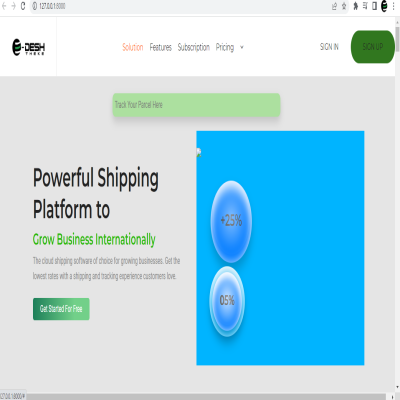 127.0.0.1:8000
-DESH
THEKE
Solution Features Subscription Pricing
SIGN IN
SIGN UP
Track Your Parcel Here
Powerful Shipping
Platform to
Grow Business Internationally
The cloud shipping software of choice for growing businesses. Get the
lowest rates with a shipping and tracking experience customers love.
Get Started For Free
+25%
05%
127.0.0.1:8000/#